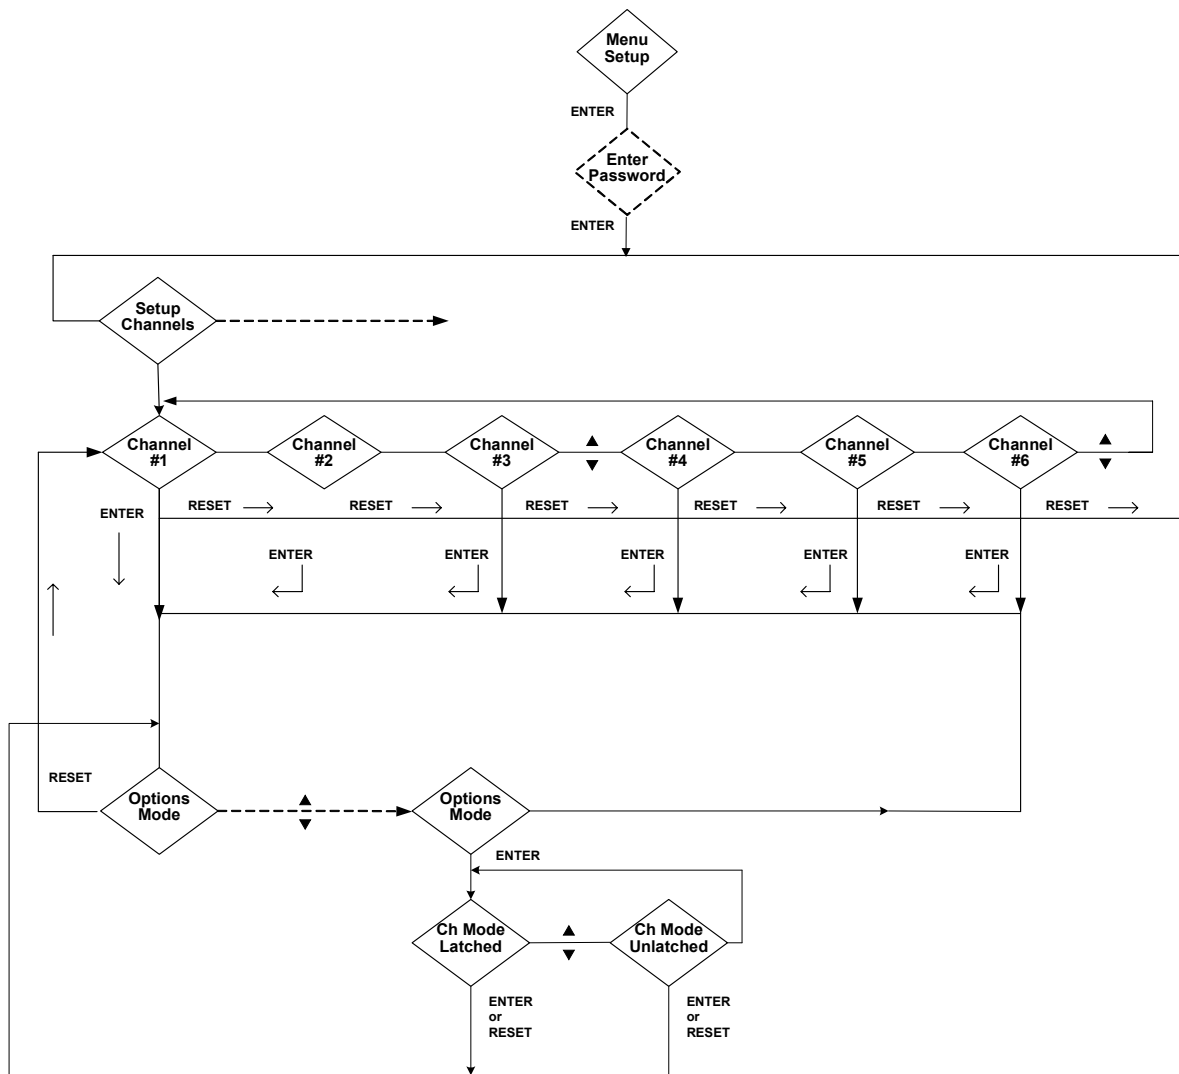 Menu
Setup
ENTER
Enter
Password
ENTER
Setup
Channels
Channel
#1
Channel
#2
Channel
#3
Channel
#4
Channel
#5
Channel
#6
RESET
RESET
RESET
RESET
RESET
RESET
ENTER
ENTER
ENTER
ENTER
ENTER
ENTER
RESET
Options
Mode
Options
Mode
ENTER
Ch Mode
Latched
Ch Mode
Unlatched
ENTER
or
RESET
ENTER
or
RESET